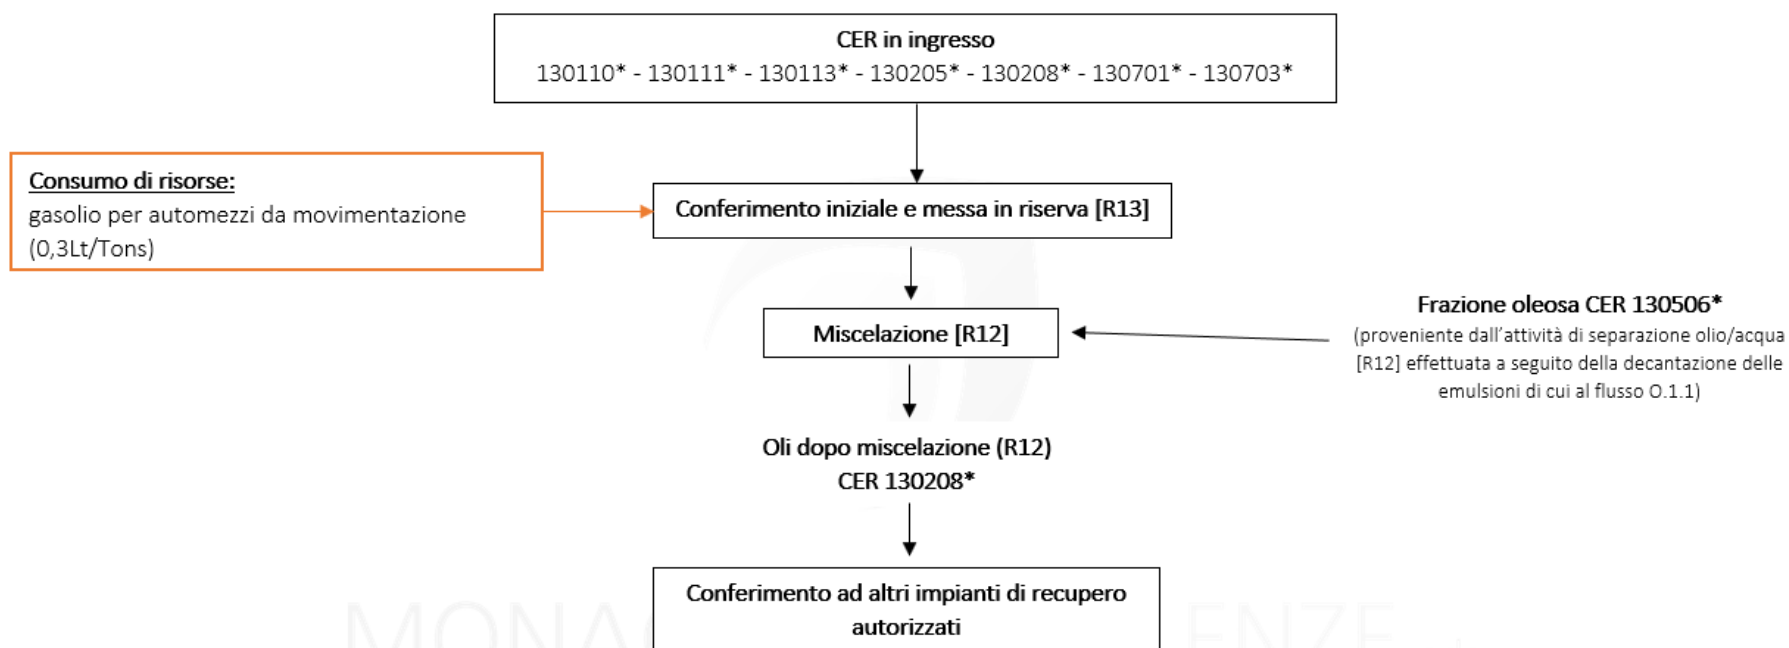 CER in ingresso
130110* - 130111* - 130113* - 130205* - 130208* - 130701* - 130703*
Consumo di risorse:
gasolio per automezzi da movimentazione
(0,3Lt/Tons)
Conferimento iniziale e messa in riserva [R13]
Miscelazione [R12]
Frazione oleosa CER 130506*
(proveniente dall'attività di separazione olio/acqua
[R12] effettuata a seguito della decantazione delle
emulsioni di cui al flusso O.1.1)
Oli dopo miscelazione (R12)
CER 130208*
Conferimento ad altri impianti di recupero
autorizzati